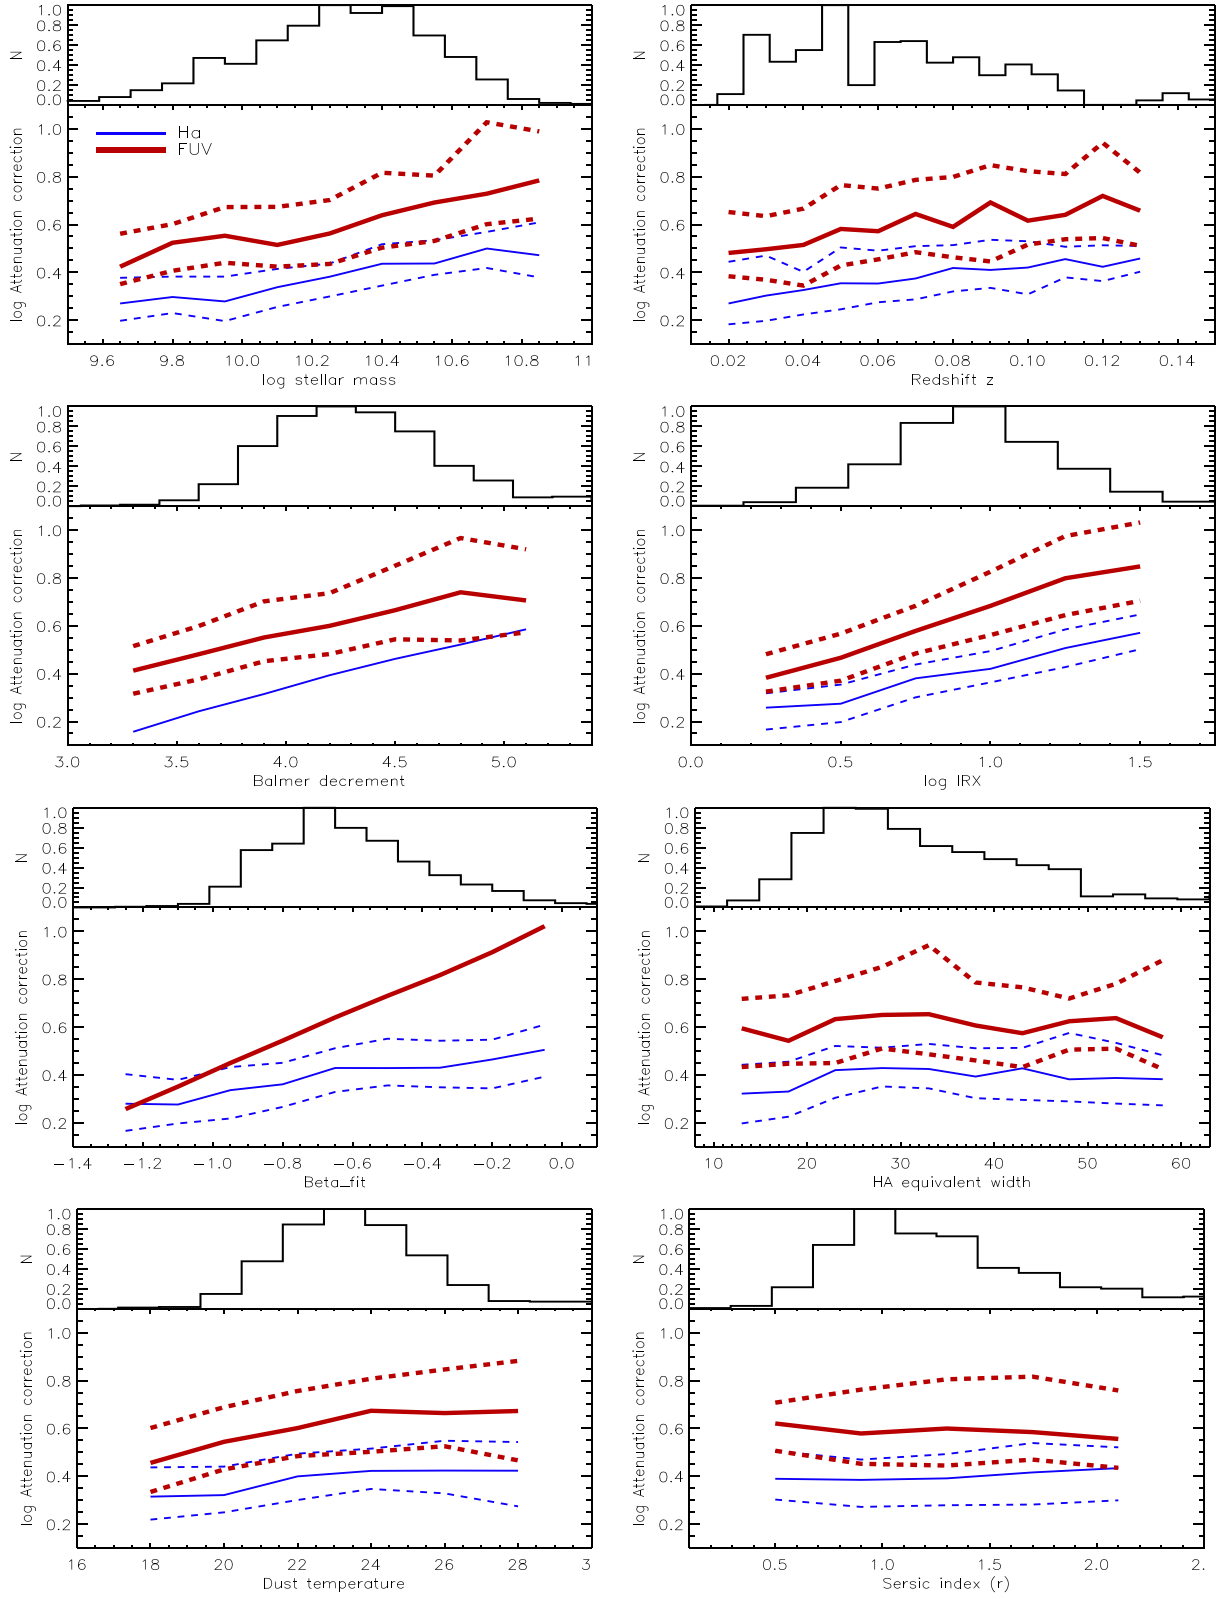 1.0
0.8
0.6
0.4
0.2
0.0
N
1.0
0.8
0.6
0.4
0.2
log Attenuation correction
Ha
FUV
9.6 9.8 10.0 10.2 10.4 10.6 10.8 11
log stellar mass
1.0
0.8
0.6
0.4
0.2
0.0
N
1.0
0.8
0.6
0.4
0.2
log Attenuation correction
0.02 0.04 0.06 0.08 0.10 0.12 0.14
Redshift z
1.0
0.8
0.6
0.4
0.2
0.0
N
1.0
0.8
0.6
0.4
0.2
log Attenuation correction
3.0 3.5 4.0 4.5 5.0
Balmer decrement
1.0
0.8
0.6
0.4
0.2
0.0
N
1.0
0.8
0.6
0.4
0.2
log Attenuation correction
0.0 0.5 1.0 1.5
log IRX
1.0
0.8
0.6
0.4
0.2
0.0
N
1.0
0.8
0.6
0.4
0.2
log Attenuation correction
−1.4 −1.2 −1.0 −0.8 −0.6 −0.4 −0.2 0.0
Beta_fit
1.0
0.8
0.6
0.4
0.2
0.0
N
1.0
0.8
0.6
0.4
0.2
log Attenuation correction
10 20 30 40 50 60
HA equivalent width
1.0
0.8
0.6
0.4
0.2
0.0
N
1.0
0.8
0.6
0.4
0.2
log Attenuation correction
16 18 20 22 24 26 28 3
Dust temperature
1.0
0.8
0.6
0.4
0.2
0.0
N
1.0
0.8
0.6
0.4
0.2
log Attenuation correction
0.5 1.0 1.5 2.0 2.
Sersic index (r)